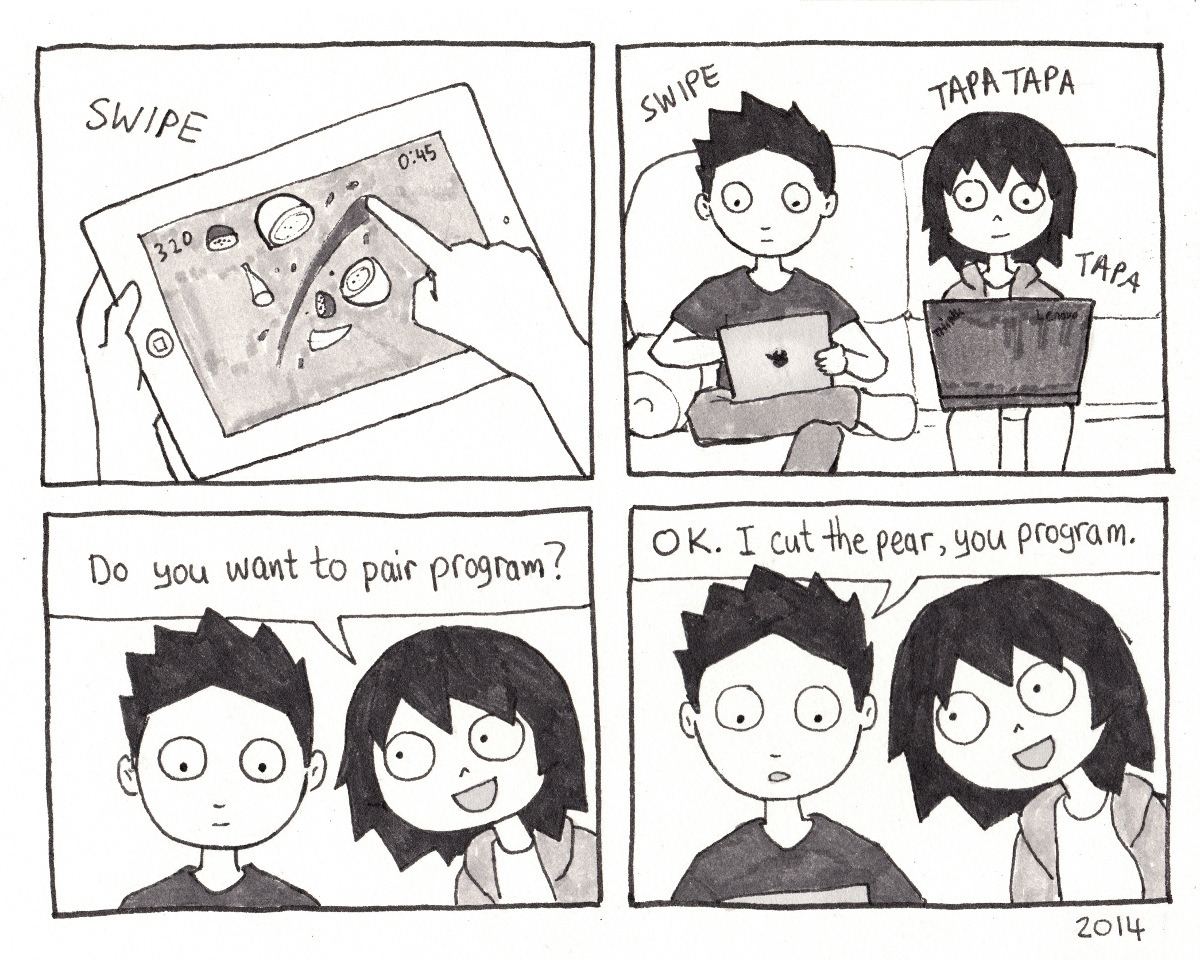 SWIPE
320
0:45
SWIPE
TAPA TAPA
TAPA
Think
Lenovo
Do you want to pair program?
OK. I cut the pear, you program.
2014